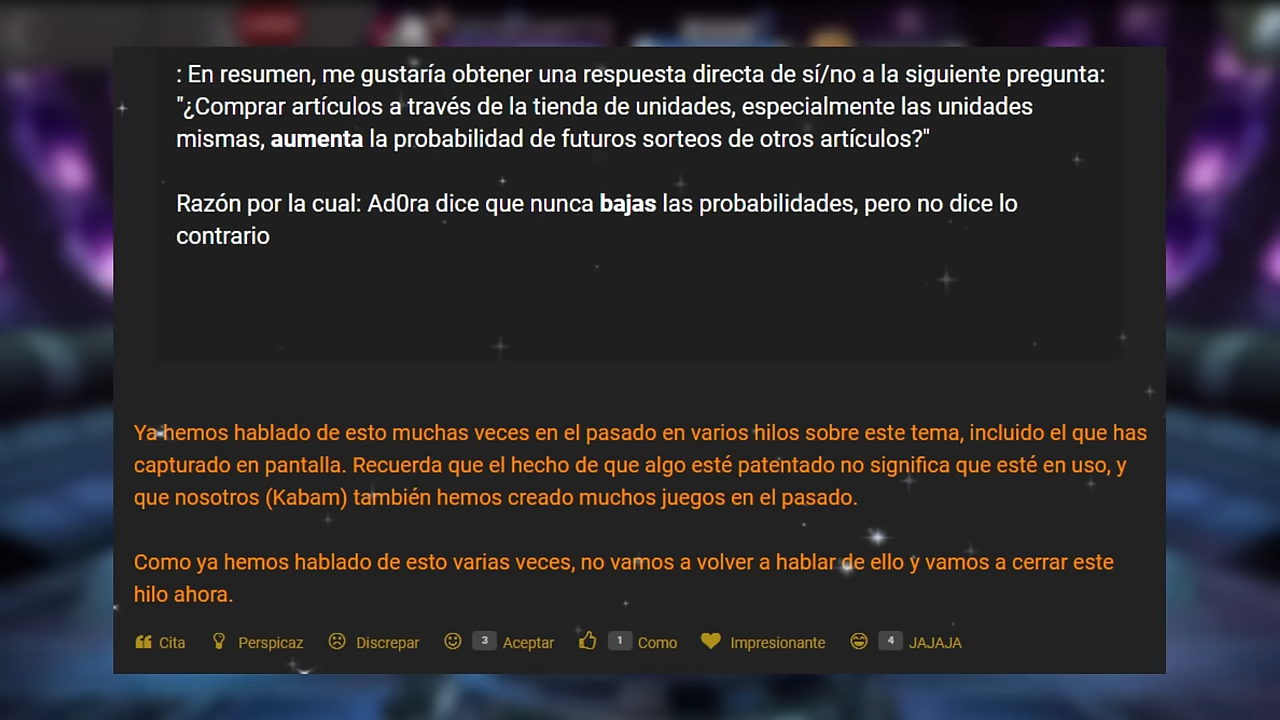 : En resumen, me gustaría obtener una respuesta directa de sí/no a la siguiente pregunta:
"¿Comprar artículos a través de la tienda de unidades, especialmente las unidades
mismas, aumenta la probabilidad de futuros sorteos de otros artículos?"
Razón por la cual: Ad0ra dice que nunca bajas las probabilidades, pero no dice lo
contrario
Ya hemos hablado de esto muchas veces en el pasado en varios hilos sobre este tema, incluido el que has
capturado en pantalla. Recuerda que el hecho de que algo esté patentado no significa que esté en uso, y
que nosotros (Kabam) también hemos creado muchos juegos en el pasado.
Como ya hemos hablado de esto varias veces, no vamos a volver a hablar de ello y vamos a cerrar este
hilo ahora.
Cita Perspicaz Discrepar 3 Aceptar 1 Como Impresionante 4 JAJAJA